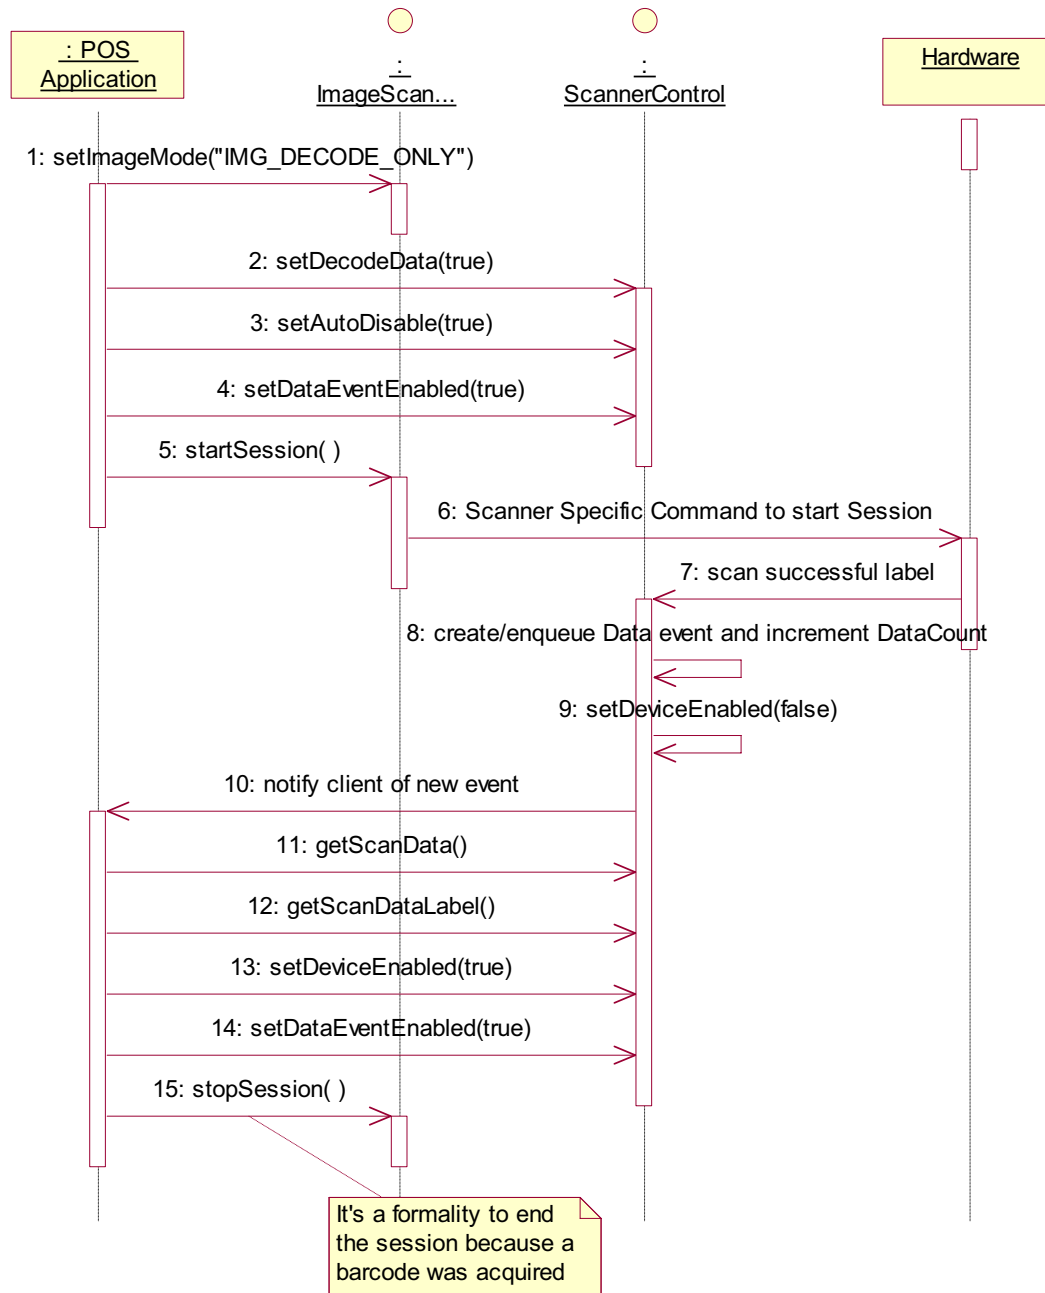 : POS
Application
:
ImageScan...
:
ScannerControl
Hardware
1: setImageMode("IMG_DECODE_ONLY")
2: setDecodeData(true)
3: setAutoDisable(true)
4: setDataEventEnabled(true)
5: startSession( )
6: Scanner Specific Command to start Session
7: scan successful label
8: create/enqueue Data event and increment DataCount
9: setDeviceEnabled(false)
10: notify client of new event
11: getScanData()
12: getScanDataLabel()
13: setDeviceEnabled(true)
14: setDataEventEnabled(true)
15: stopSession( )
It's a formality to end
the session because a
barcode was acquired